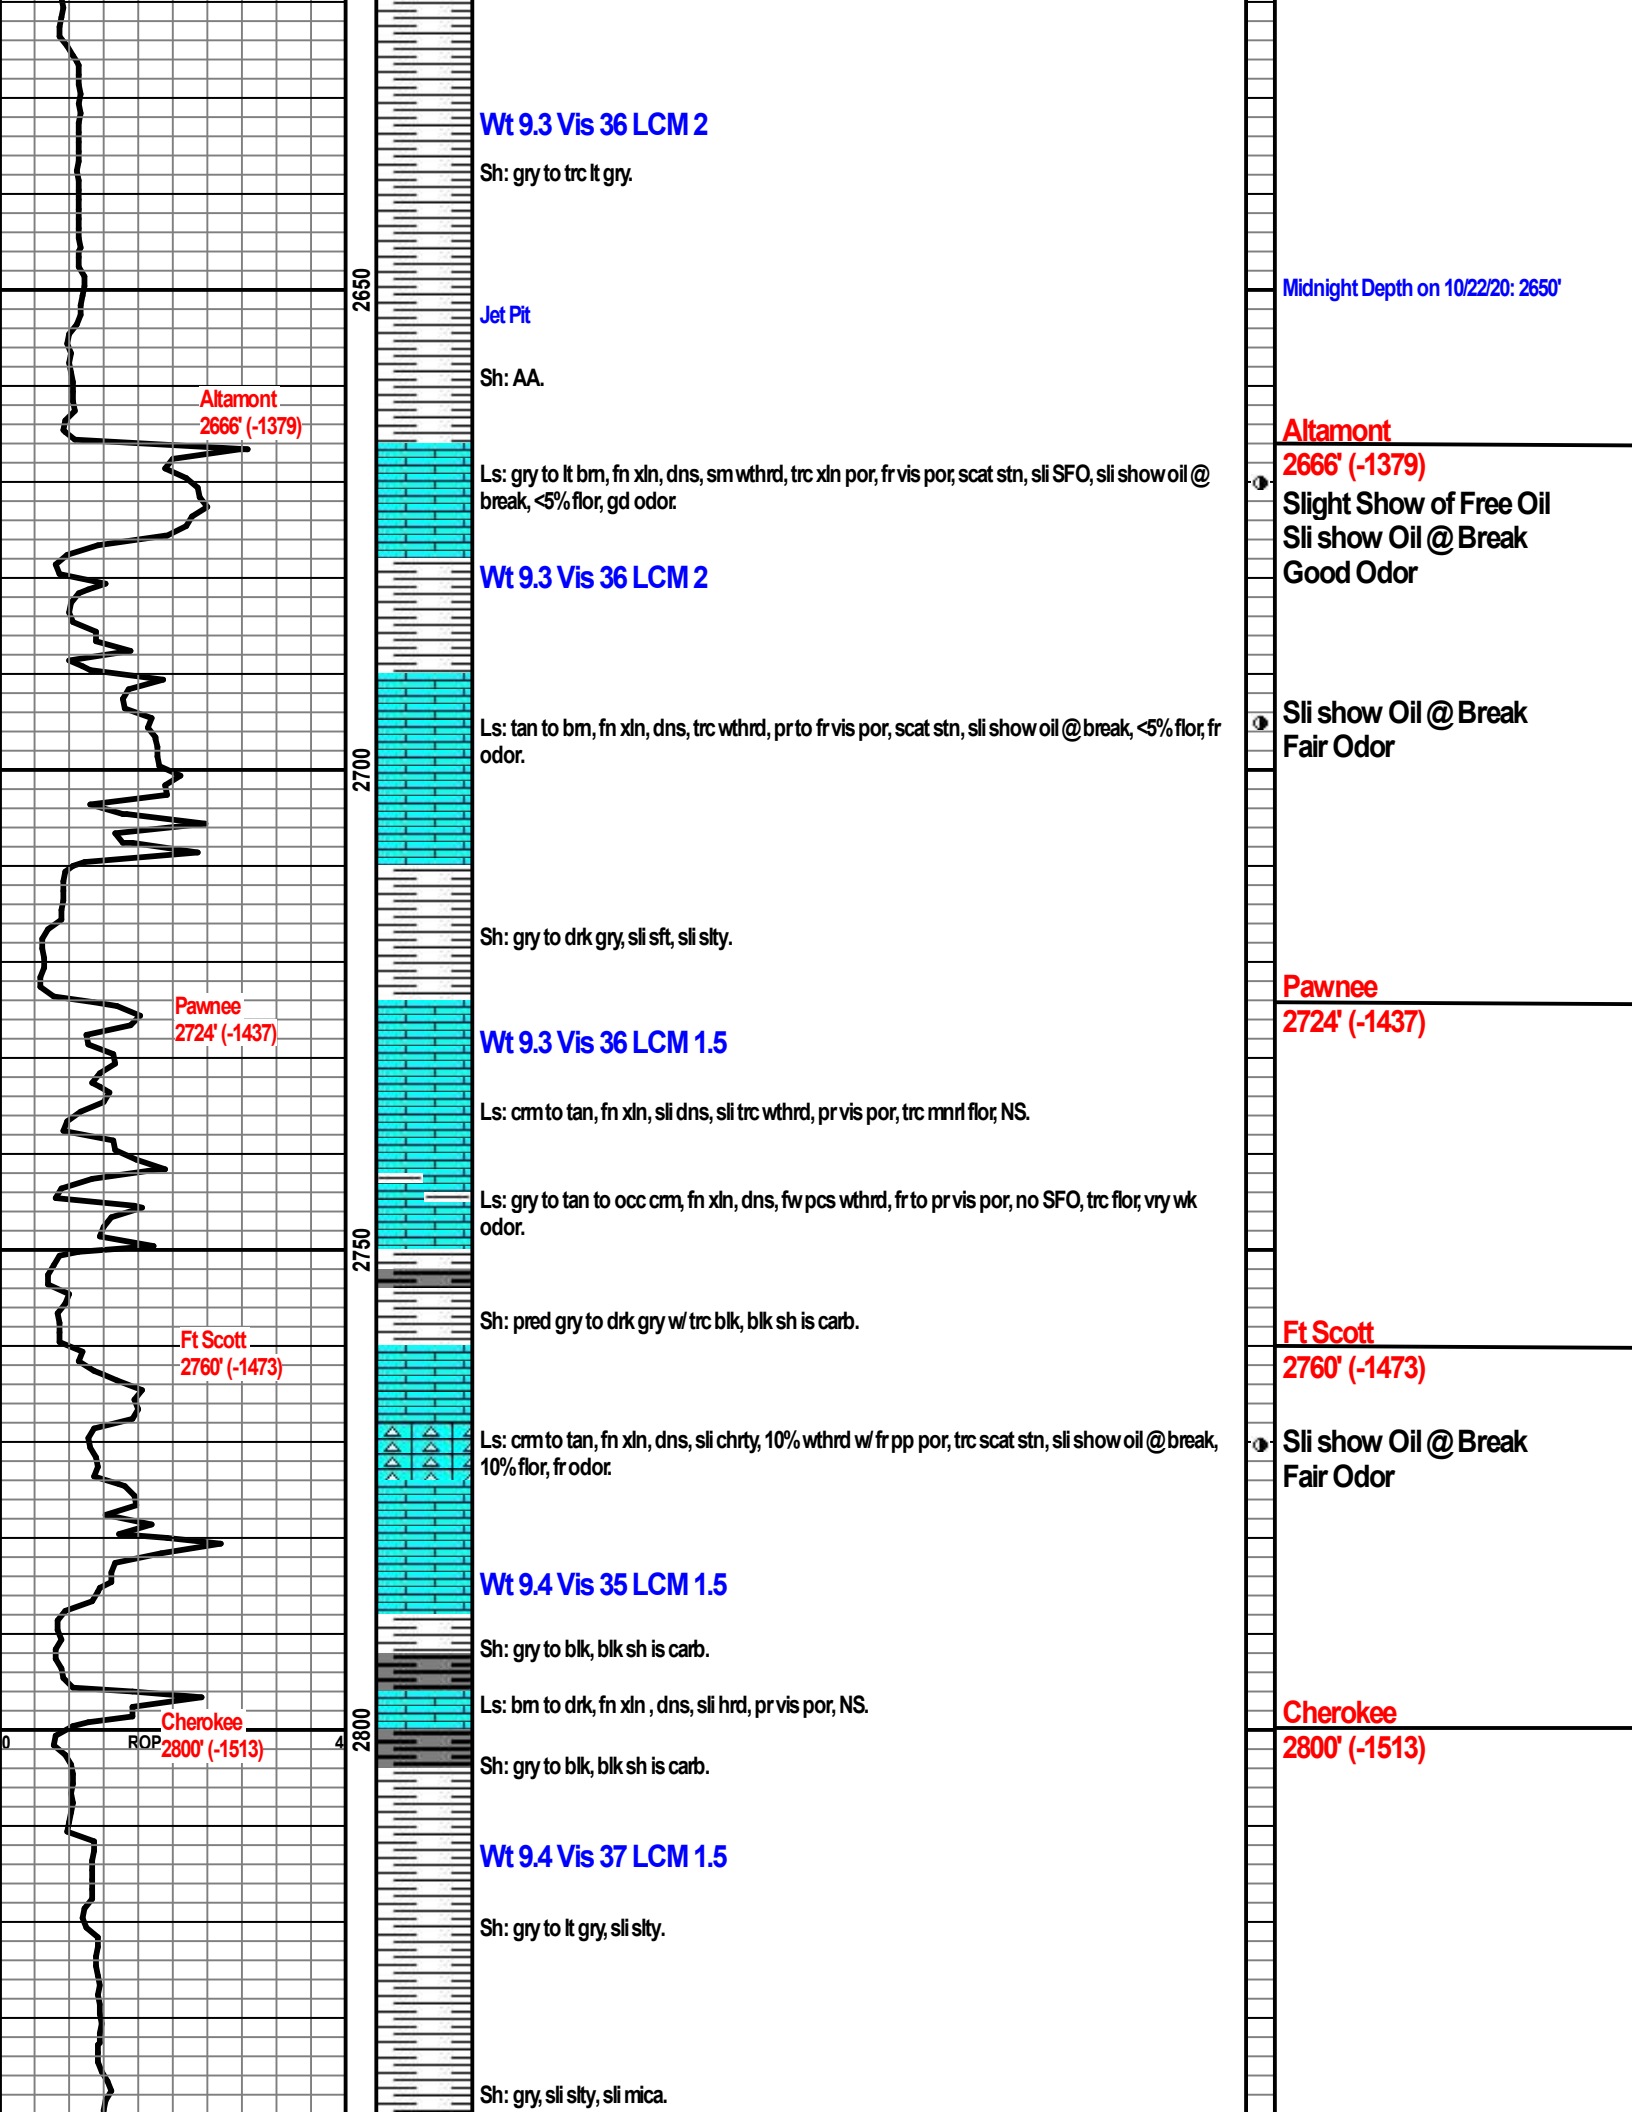 Wt 9.3 Vis 36 LCM 2
Sh: gry to trc lt gry.
2650
Midnight Depth on 10/22/20: 2650'
Jet Pit
Sh: AA.
Altamont
2666' (-1379)
Altamont
2666' (-1379)
Ls: gry to lt brn, fn xln, dns, sm wthrd, trc xln por, fr vis por, scat stn, sli SFO, sli show oil @
break, <5% flor, gd odor.
Slight Show of Free Oil
Sli show Oil @ Break
Good Odor
Wt 9.3 Vis 36 LCM 2
Ls: tan to brn, fn xln, dns, trc wthrd, pr to fr vis por, scat stn, sli show oil @ break, <5% flor, fr
odor.
Sli show Oil @ Break
Fair Odor
2700
Sh: gry to drk gry, sli sft, sli slty.
Pawnee
2724' (-1437)
Pawnee
2724' (-1437)
Wt 9.3 Vis 36 LCM 1.5
Ls: crm to tan, fn xln, sli dns, sli trc wthrd, pr vis por, trc mnrl flor, NS.
Ls: gry to tan to occ crm, fn xln, dns, fw pcs wthrd, fr to pr vis por, no SFO, trc flor, vry wk
odor.
2750
Sh: pred gry to drk gry w/ trc blk, blk sh is carb.
Ft Scott
2760' (-1473)
Ft Scott
2760' (-1473)
Ls: crm to tan, fn xln, dns, sli chrty, 10% wthrd w/ fr pp por, trc scat stn, sli show oil @ break,
10% flor, fr odor.
Sli show Oil @ Break
Fair Odor
Wt 9.4 Vis 35 LCM 1.5
Sh: gry to blk, blk sh is carb.
Ls: brn to drk, fn xln , dns, sli hrd, pr vis por, NS.
Cherokee
2800' (-1513)
0 ROP 4
2800
Cherokee
2800' (-1513)
Sh: gry to blk, blk sh is carb.
Wt 9.4 Vis 37 LCM 1.5
Sh: gry to lt gry, sli slty.
Sh: gry, sli slty, sli mica.